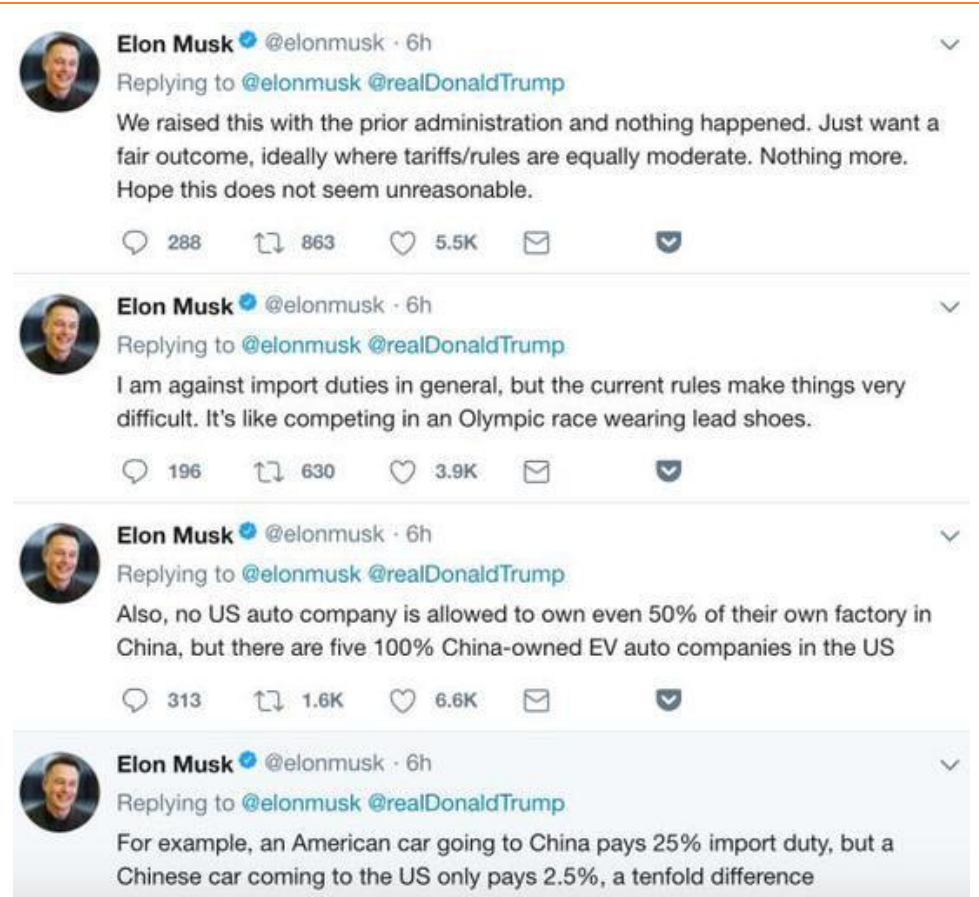 Elon Musk @elonmusk · 6h
Replying to @elonmusk @realDonaldTrump
We raised this with the prior administration and nothing happened. Just want a
fair outcome, ideally where tariffs/rules are equally moderate. Nothing more.
Hope this does not seem unreasonable.
288 863 5.5K
Elon Musk @elonmusk · 6h
Replying to @elonmusk @realDonaldTrump
I am against import duties in general, but the current rules make things very
difficult. It's like competing in an Olympic race wearing lead shoes.
196 630 3.9K
Elon Musk @elonmusk · 6h
Replying to @elonmusk @realDonaldTrump
Also, no US auto company is allowed to own even 50% of their own factory in
China, but there are five 100% China-owned EV auto companies in the US
313 1.6K 6.6K
Elon Musk @elonmusk · 6h
Replying to @elonmusk @realDonaldTrump
For example, an American car going to China pays 25% import duty, but a
Chinese car coming to the US only pays 2.5%, a tenfold difference